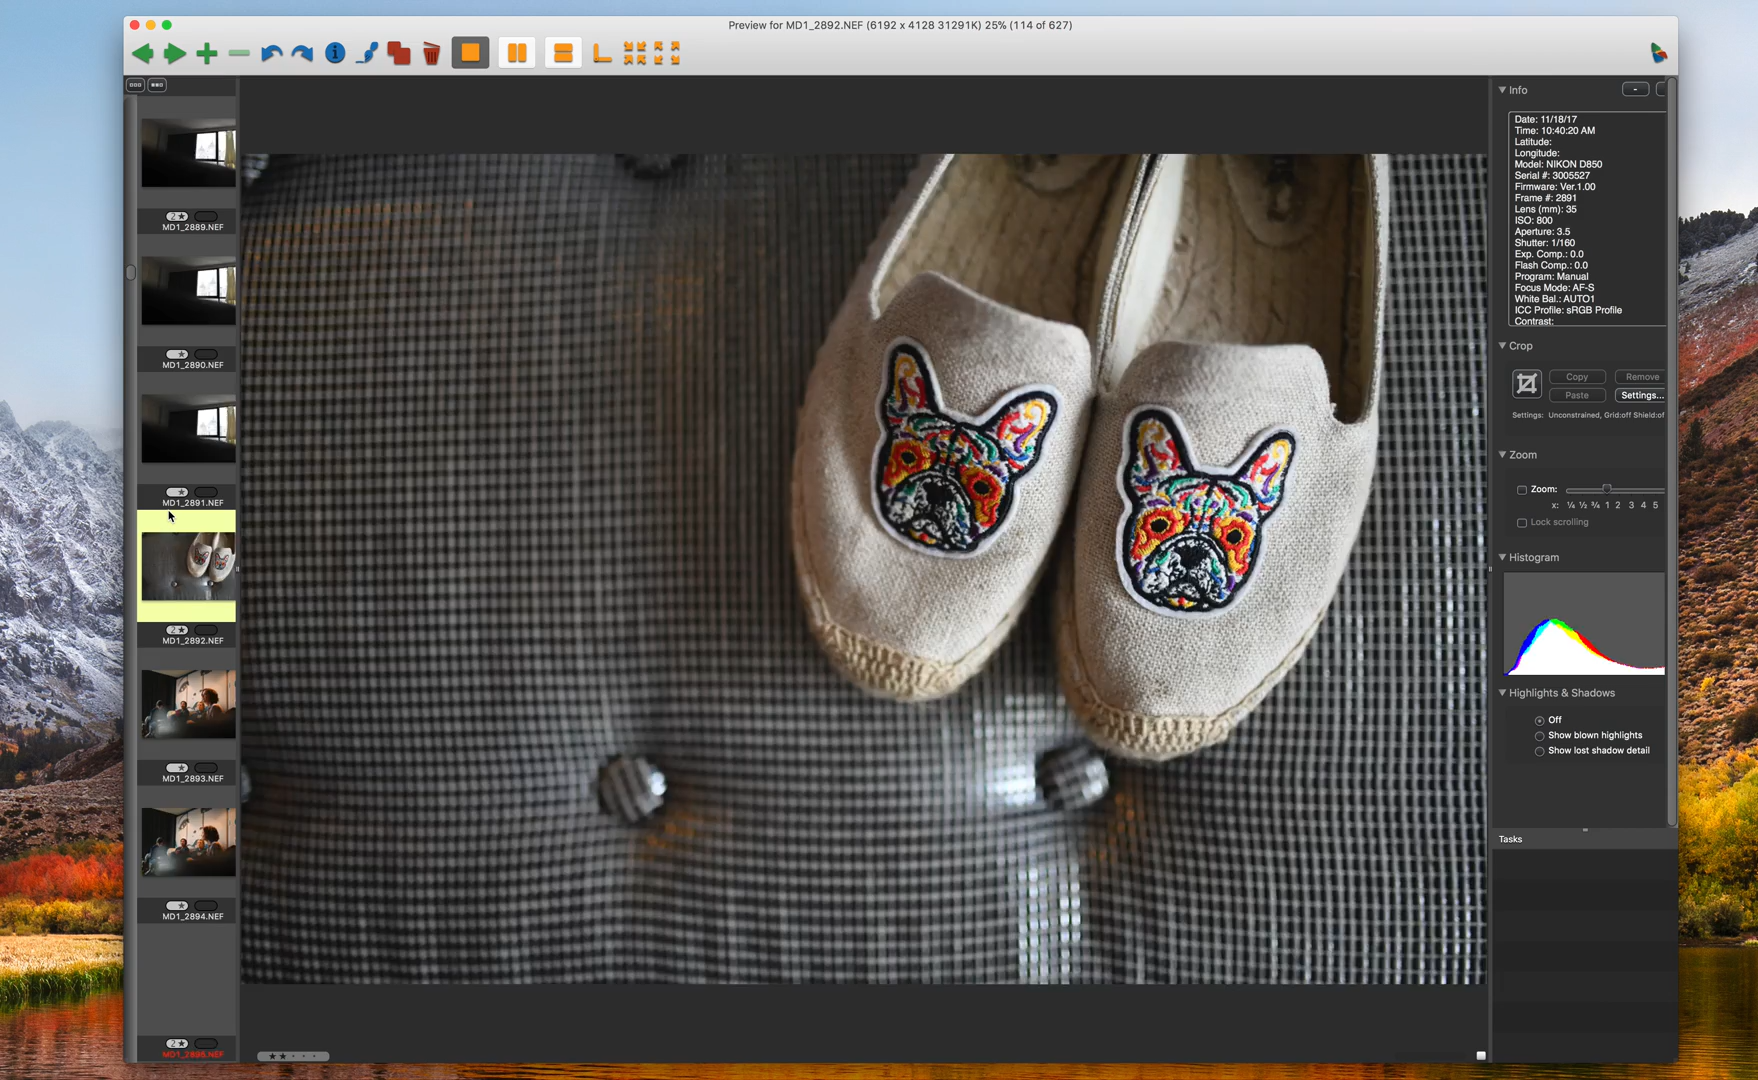 Preview for MD1_2892.NEF (6192 x 4128 31291K) 25% (114 of 627)
2★
MD1_2889.NEF
★
MD1_2890.NEF
★
MD1_2891.NEF
2★
MD1_2892.NEF
★
MD1_2893.NEF
★
MD1_2894.NEF
2★
Info
-
Date: 11/18/17
Time: 10:40:20 AM
Latitude:
Longitude:
Model: NIKON D850
Serial #: 3005527
Firmware: Ver.1.00
Frame #: 2891
Lens (mm): 35
ISO: 800
Aperture: 3.5
Shutter: 1/160
Exp. Comp.: 0.0
Flash Comp.: 0.0
Program: Manual
Focus Mode: AF-S
White Bal.: AUTO1
ICC Profile: sRGB Profile
Contrast:
Crop
Copy Remove
Paste Settings...
Settings: Unconstrained, Grid:off Shield:of
Zoom
Zoom:
x: ¼ ½ ¾ 1 2 3 4 5
Lock scrolling
Histogram
Highlights & Shadows
Off
Show blown highlights
Show lost shadow detail
Tasks
★★